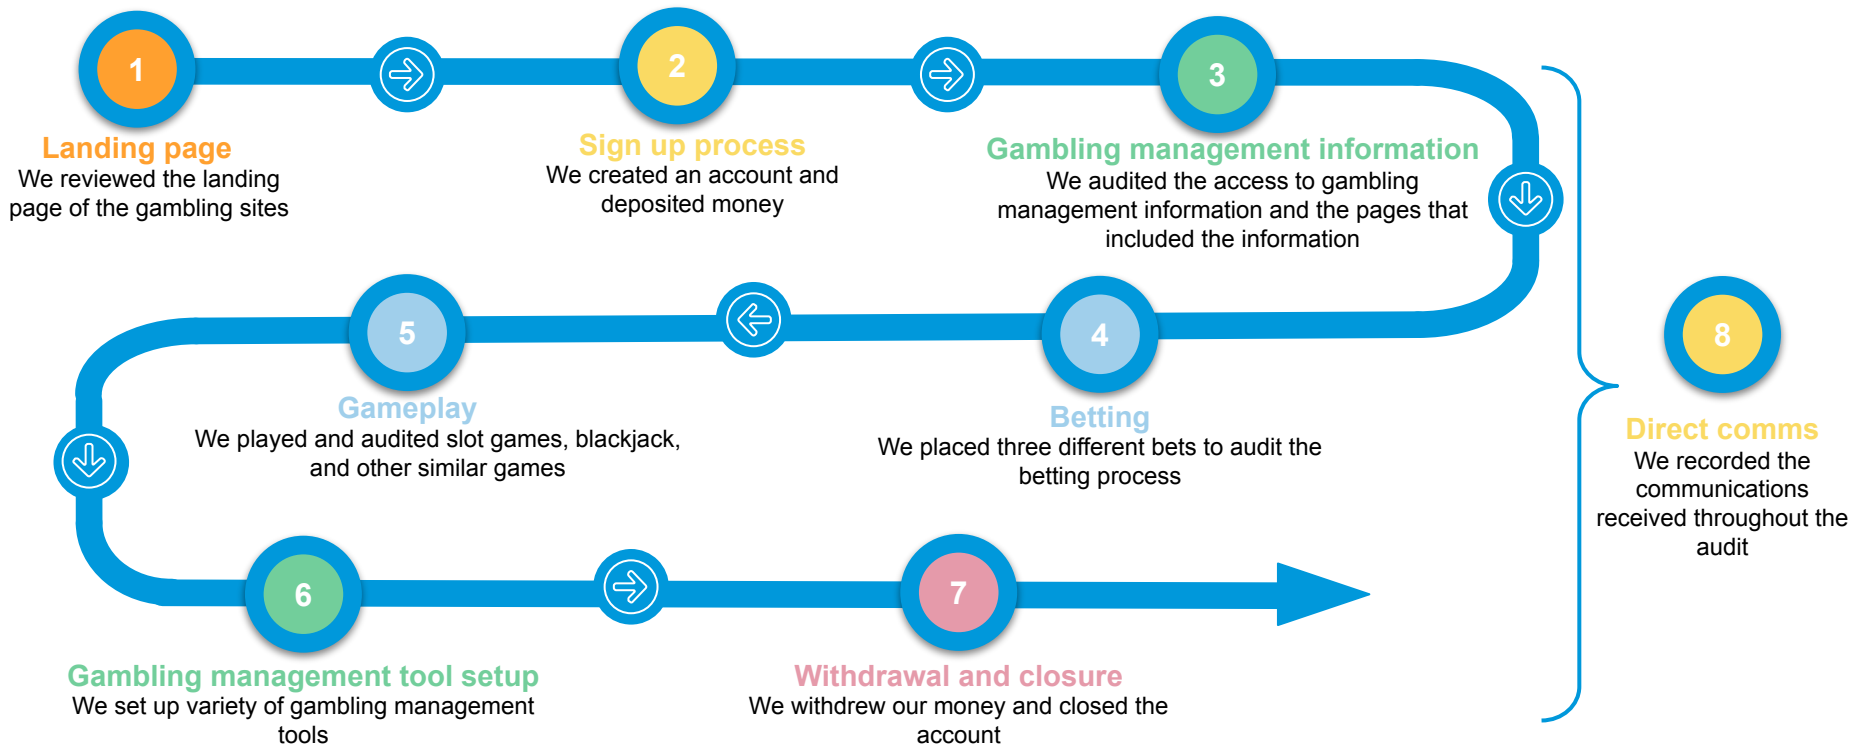 1
Landing page
We reviewed the landing
page of the gambling sites
2
Sign up process
We created an account and
deposited money
3
Gambling management information
We audited the access to gambling
management information and the pages that
included the information
4
Betting
We placed three different bets to audit the
betting process
5
Gameplay
We played and audited slot games, blackjack,
and other similar games
6
Gambling management tool setup
We set up variety of gambling management
tools
7
Withdrawal and closure
We withdrew our money and closed the
account
8
Direct comms
We recorded the
communications
received throughout the
audit